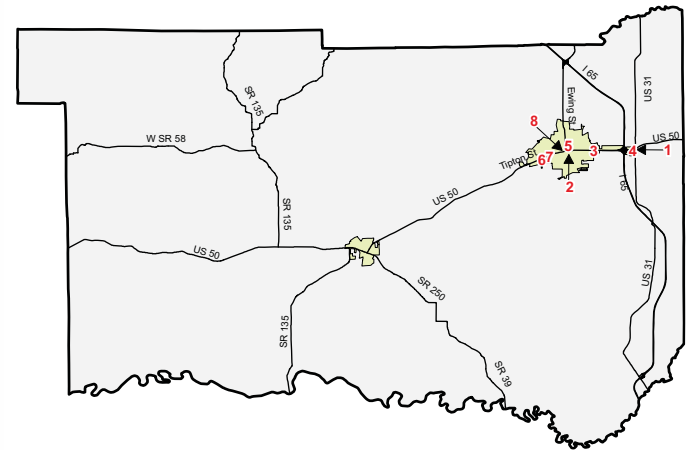 I 65
US 31
SR 135
Ewing St
8
W SR 58
US 50
5
3
4
1
Tipton St
6
7
I 65
2
US 50
SR 135
US 50
US 31
SR 250
SR 135
SR 39